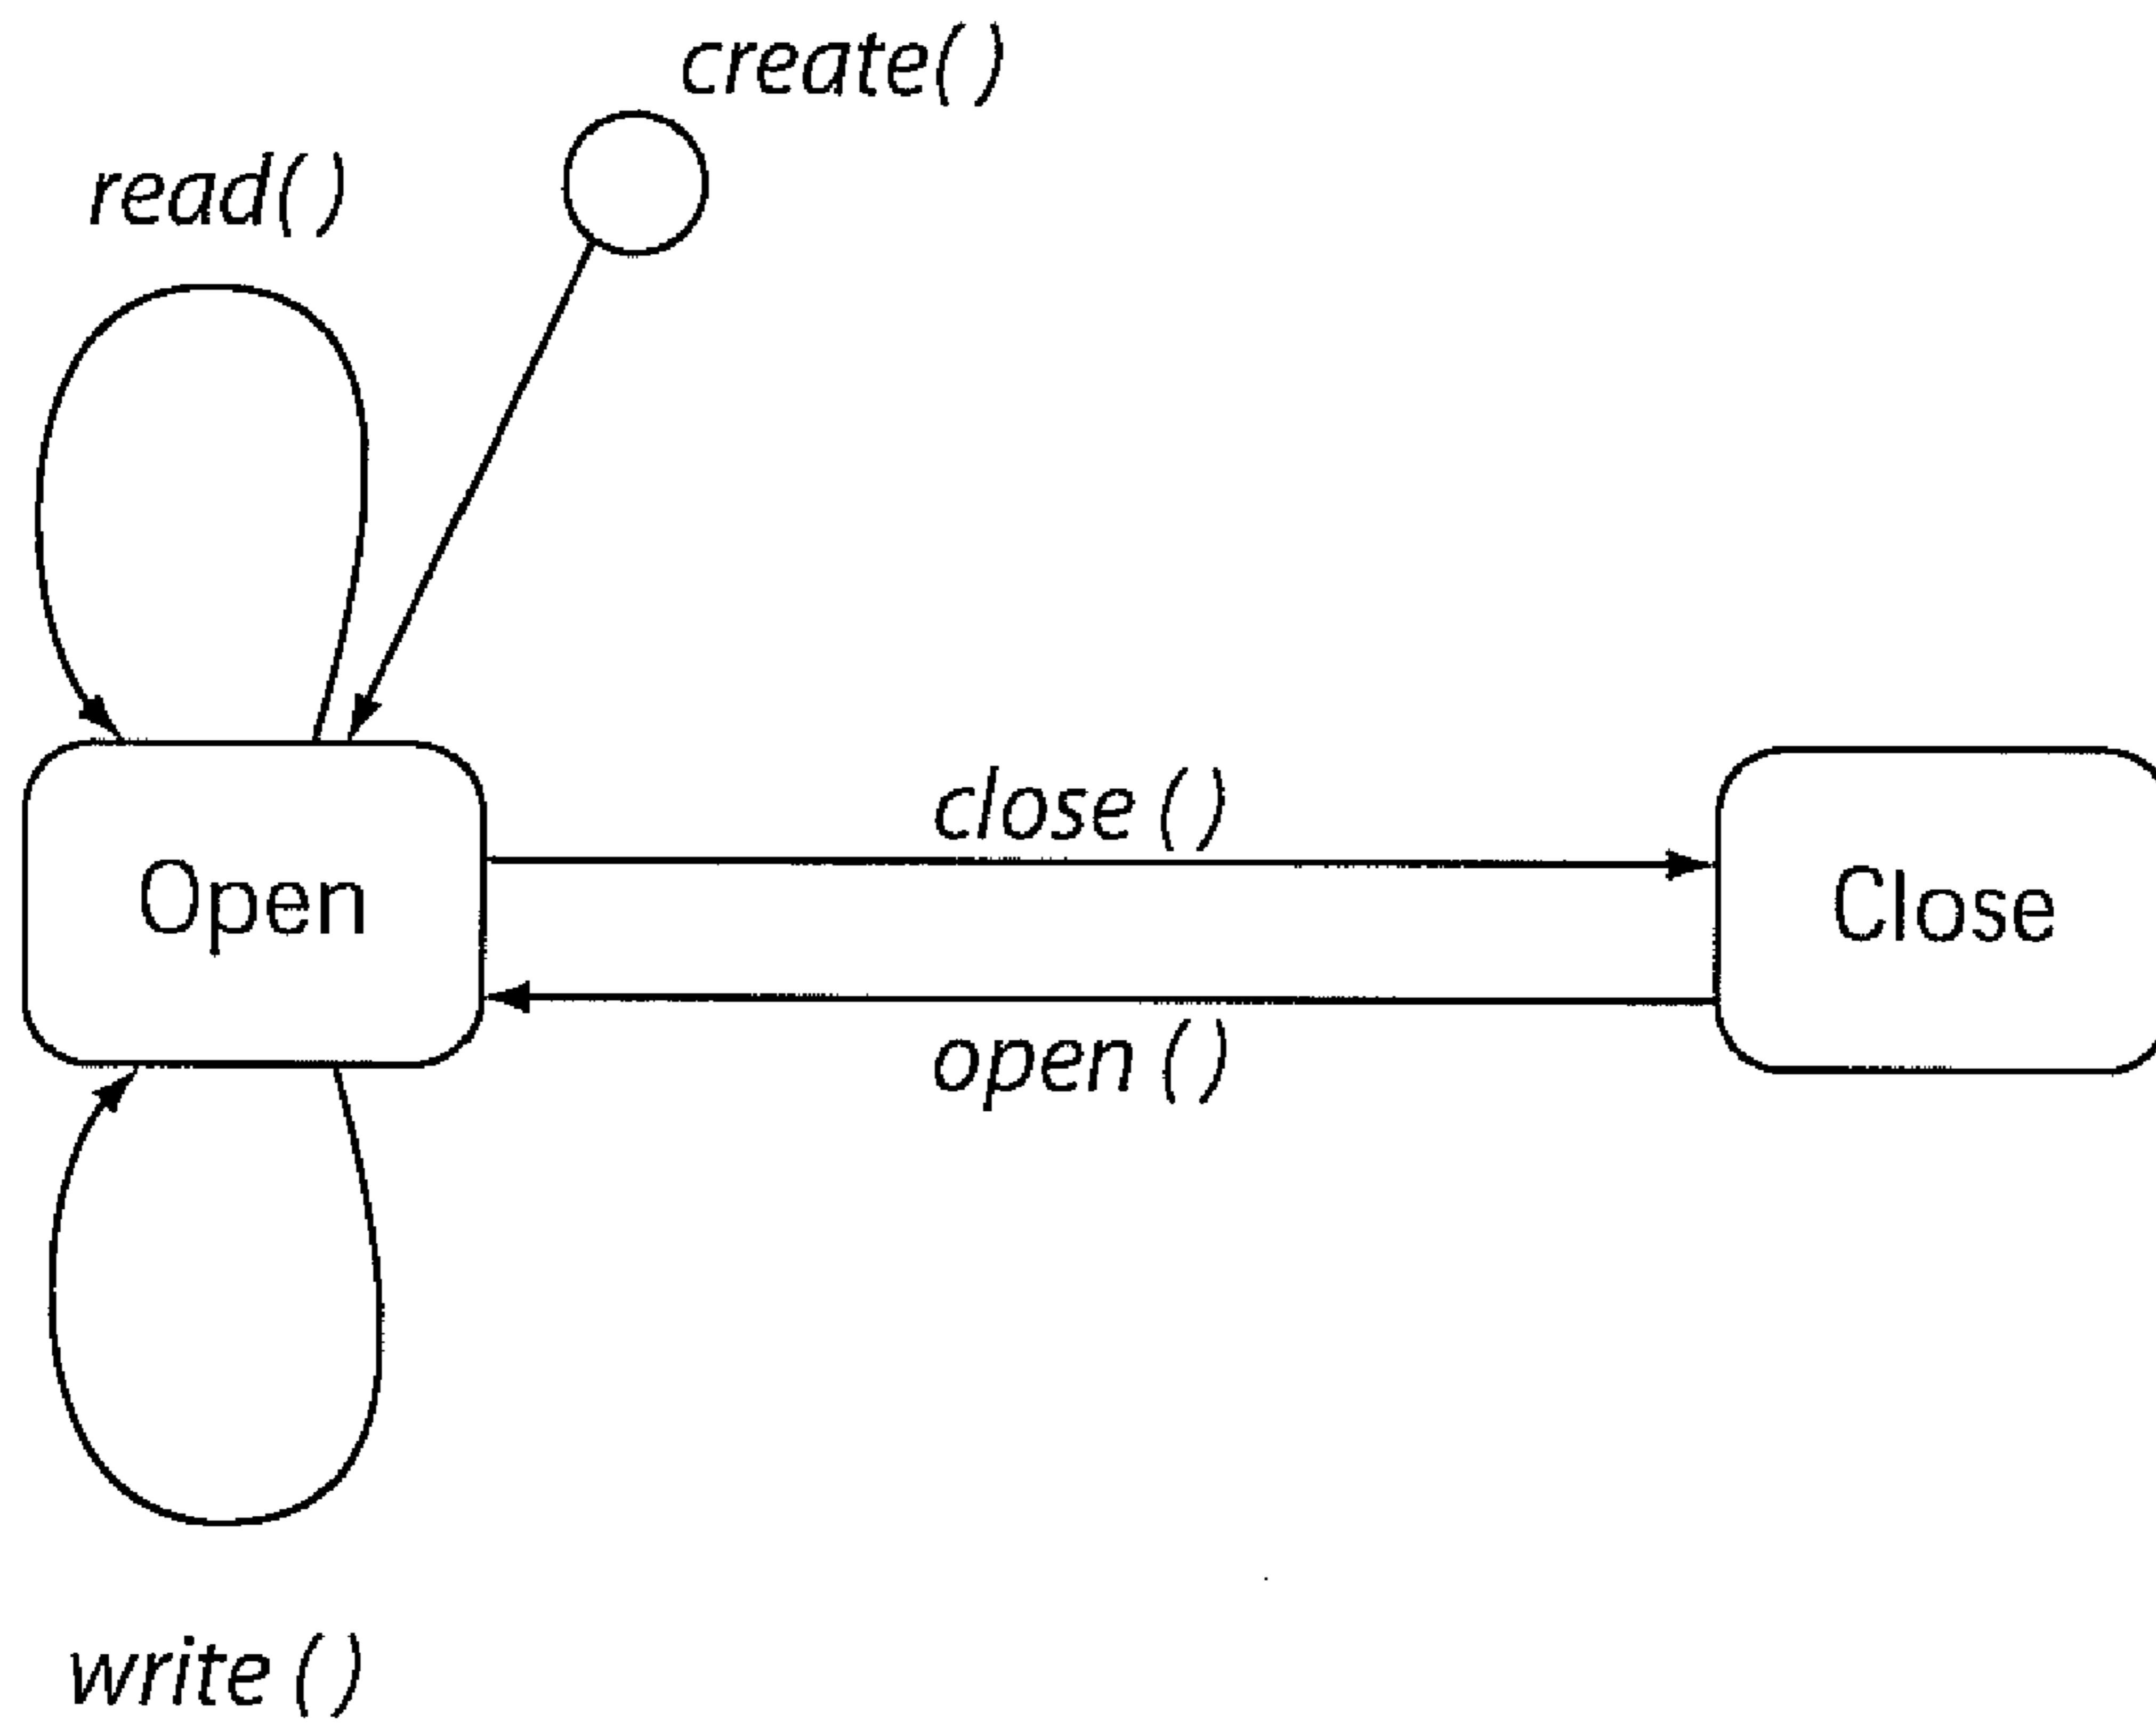 create( )
read( )
close ( )
Open
Close
open ( )
write ( )